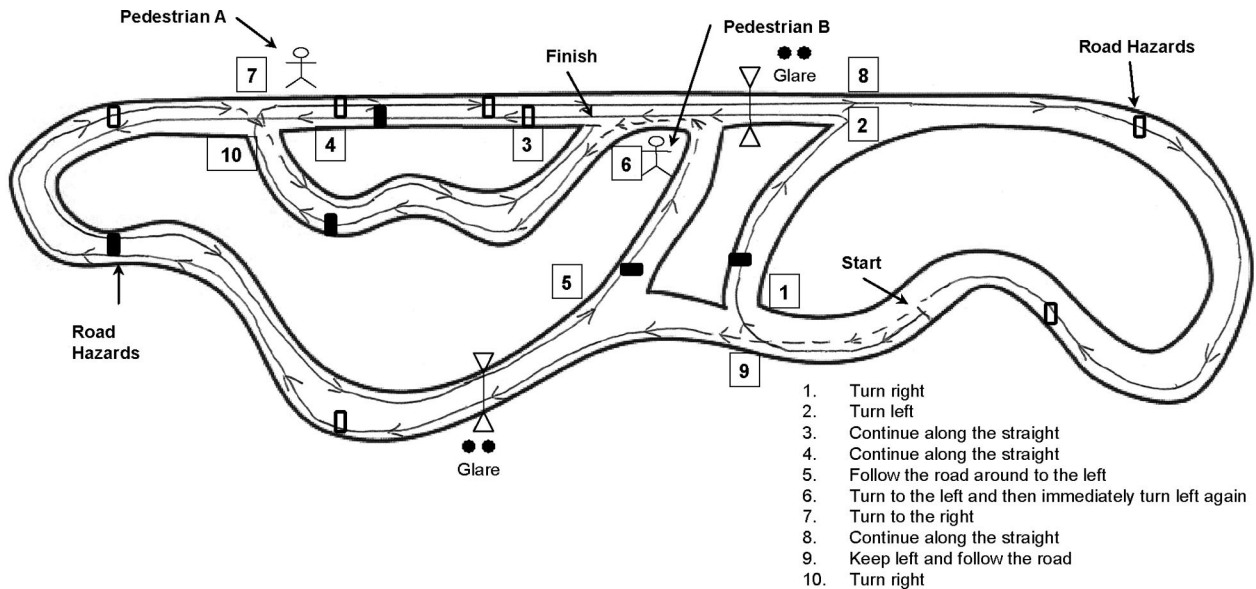 Pedestrian A
Pedestrian B
Finish
Glare
Road Hazards
7
8
2
10
4
3
6
5
1
Start
Road
Hazards
9
Glare
1. Turn right
2. Turn left
3. Continue along the straight
4. Continue along the straight
5. Follow the road around to the left
6. Turn to the left and then immediately turn left again
7. Turn to the right
8. Continue along the straight
9. Keep left and follow the road
10. Turn right